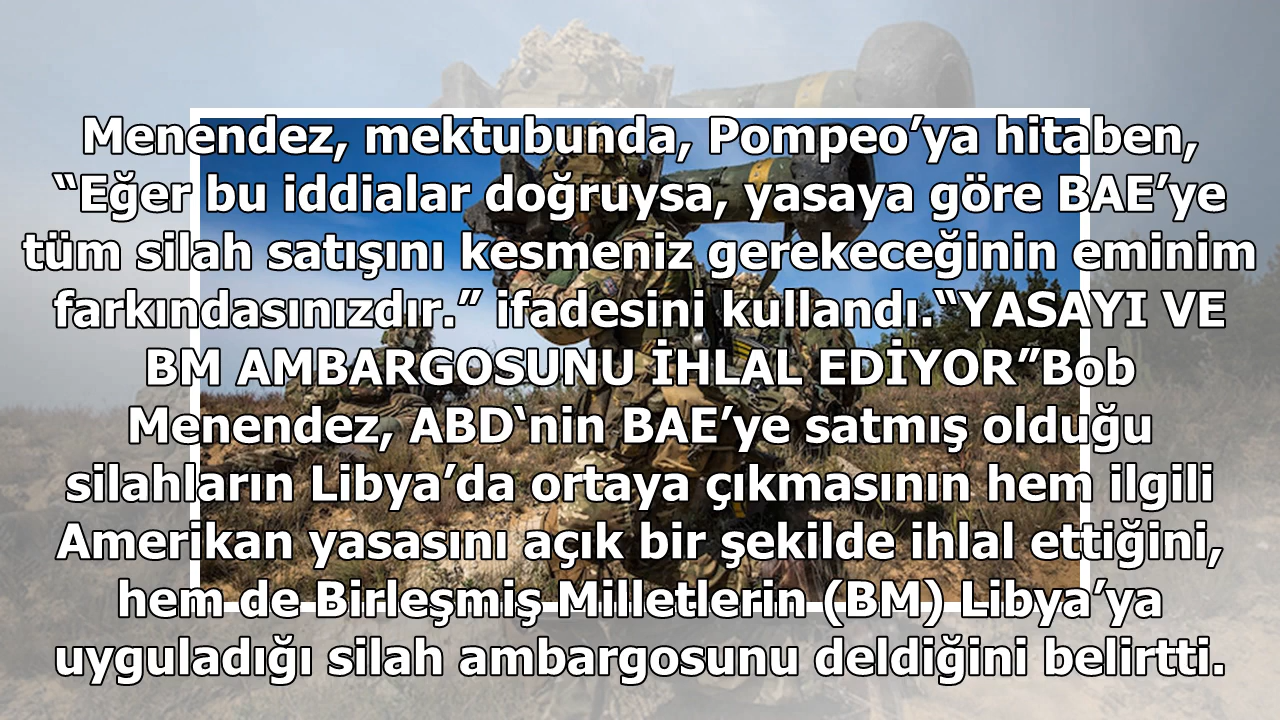 Menendez, mektubunda, Pompeo’ya hitaben,
“Eğer bu iddialar doğruysa, yasaya göre BAE’ye
tüm silah satışını kesmeniz gerekeceğinin eminim
farkındasınızdır.” ifadesini kullandı.“YASAYI VE
BM AMBARGOSUNU İHLAL EDİYOR”Bob
Menendez, ABD‘nin BAE’ye satmış olduğu
silahların Libya’da ortaya çıkmasının hem ilgili
Amerikan yasasını açık bir şekilde ihlal ettiğini,
hem de Birleşmiş Milletlerin (BM) Libya’ya
uyguladığı silah ambargosunu deldiğini belirtti.